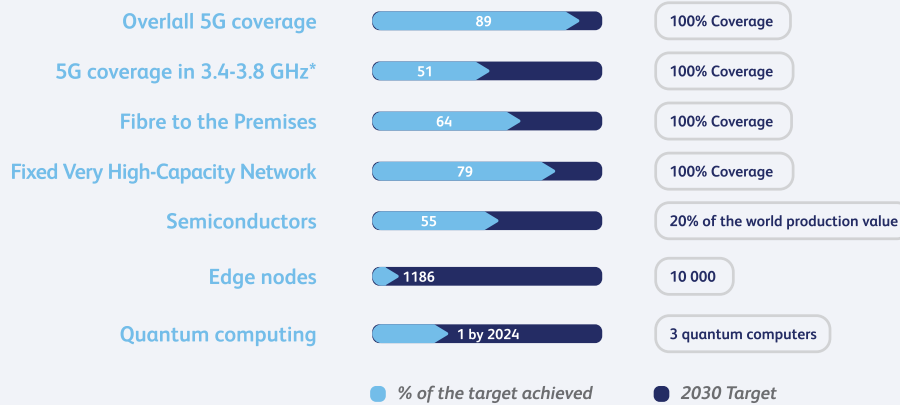 Overlall 5G coverage 89 100% Coverage
5G coverage in 3.4-3.8 GHz* 51 100% Coverage
Fibre to the Premises 64 100% Coverage
Fixed Very High-Capacity Network 79 100% Coverage
Semiconductors 55 20% of the world production value
Edge nodes 1186 10 000
Quantum computing 1 by 2024 3 quantum computers
% of the target achieved 2030 Target